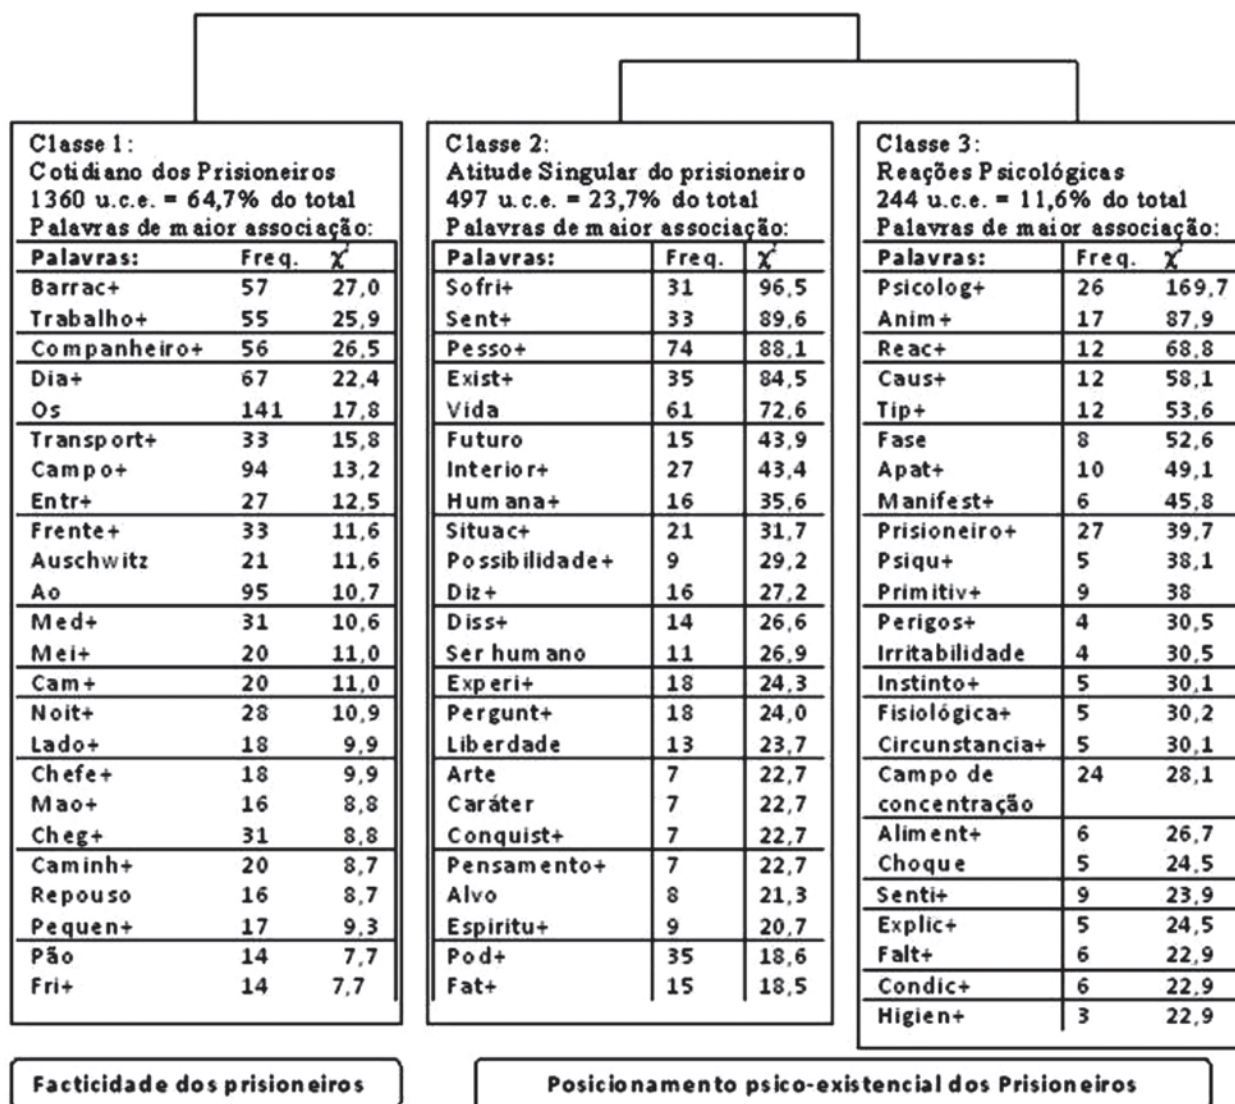 Classe 1:
Cotidiano dos Prisioneiros
1360 u.c.e. = 64,7% do total
Palavras de maior associação:
Palavras: Freq. χ²
Barrac+ 57 27,0
Trabalho+ 55 25,9
Companheiro+ 56 26,5
Dia+ 67 22,4
Os 141 17,8
Transport+ 33 15,8
Campo+ 94 13,2
Entr+ 27 12,5
Frente+ 33 11,6
Auschwitz 21 11,6
Ao 95 10,7
Med+ 31 10,6
Mei+ 20 11,0
Cam+ 20 11,0
Noit+ 28 10,9
Lado+ 18 9,9
Chefe+ 18 9,9
Mao+ 16 8,8
Cheg+ 31 8,8
Caminh+ 20 8,7
Repouso 16 8,7
Pequen+ 17 9,3
Pão 14 7,7
Fri+ 14 7,7
Classe 2:
Atitude Singular do prisioneiro
497 u.c.e. = 23,7% do total
Palavras de maior associação:
Palavras: Freq. χ²
Sofri+ 31 96,5
Sent+ 33 89,6
Pesso+ 74 88,1
Exist+ 35 84,5
Vida 61 72,6
Futuro 15 43,9
Interior+ 27 43,4
Humana+ 16 35,6
Situac+ 21 31,7
Possibilidade+ 9 29,2
Diz+ 16 27,2
Diss+ 14 26,6
Ser humano 11 26,9
Experi+ 18 24,3
Pergunt+ 18 24,0
Liberdade 13 23,7
Arte 7 22,7
Caráter 7 22,7
Conquist+ 7 22,7
Pensamento+ 7 22,7
Alvo 8 21,3
Espiritu+ 9 20,7
Pod+ 35 18,6
Fat+ 15 18,5
Classe 3:
Reações Psicológicas
244 u.c.e. = 11,6% do total
Palavras de maior associação:
Palavras: Freq. χ²
Psicolog+ 26 169,7
Anim+ 17 87,9
Reac+ 12 68,8
Caus+ 12 58,1
Tip+ 12 53,6
Fase 8 52,6
Apat+ 10 49,1
Manifest+ 6 45,8
Prisioneiro+ 27 39,7
Psiqu+ 5 38,1
Primitiv+ 9 38
Perigos+ 4 30,5
Irritabilidade 4 30,5
Instinto+ 5 30,1
Fisiológica+ 5 30,2
Circunstancia+ 5 30,1
Campo de 24 28,1
concentração
Aliment+ 6 26,7
Choque 5 24,5
Senti+ 9 23,9
Explic+ 5 24,5
Falt+ 6 22,9
Condic+ 6 22,9
Higien+ 3 22,9
Facticidade dos prisioneiros
Posicionamento psico-existencial dos Prisioneiros